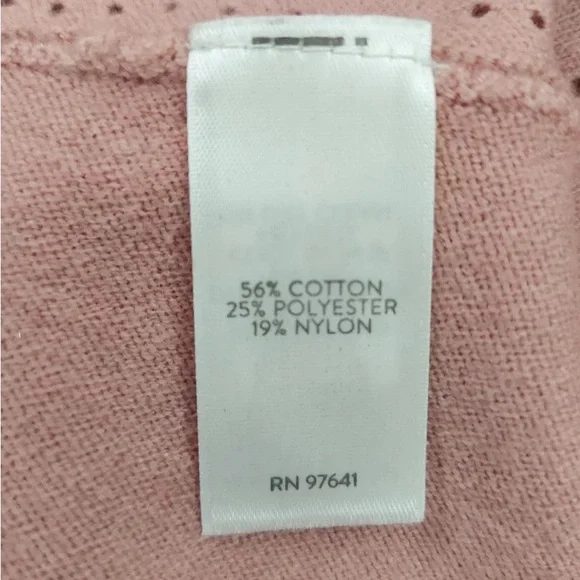 56% COTTON
25% POLYESTER
19% NYLON
RN 97641